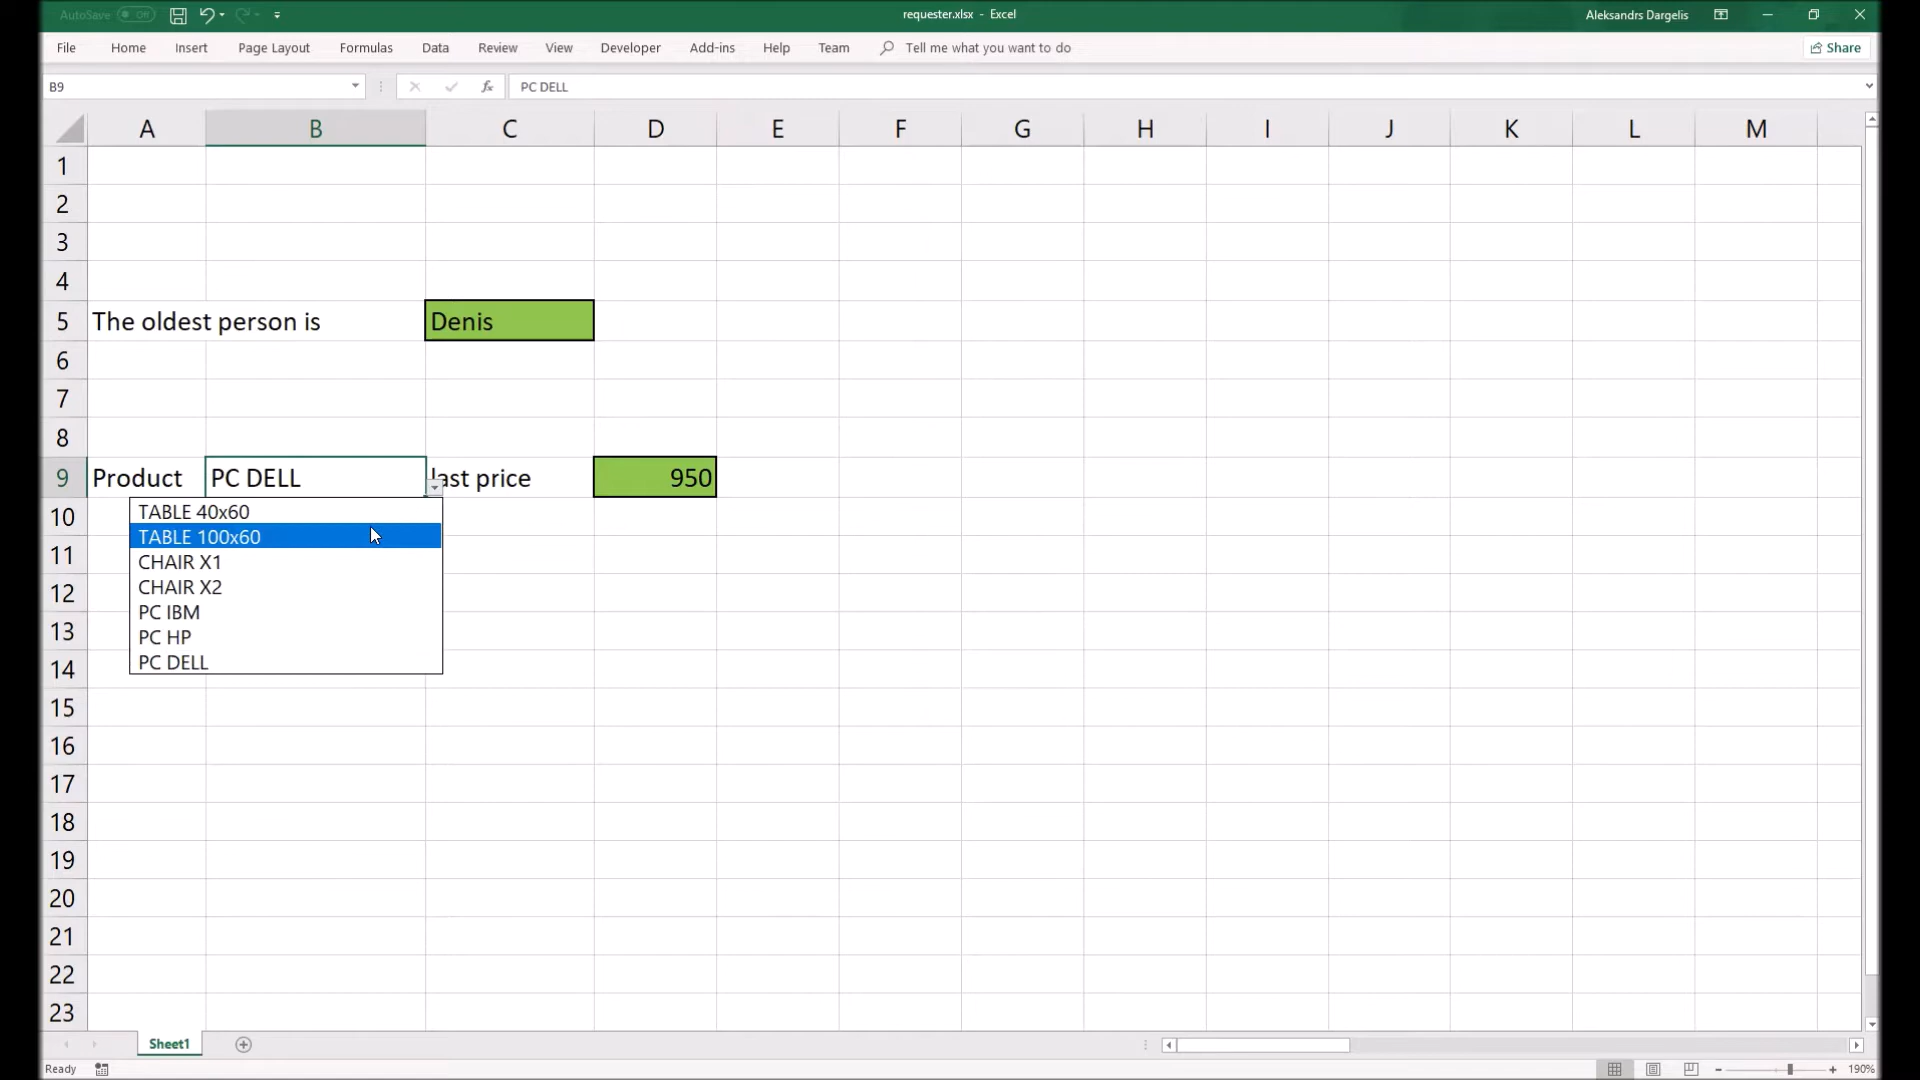 AutoSave Off requester.xlsx - Excel Aleksandrs Dargelis
File Home Insert Page Layout Formulas Data Review View Developer Add-ins Help Team Tell me what you want to do Share
B9 fx PC DELL
A B C D E F G H I J K L M
1
2
3
4
5 The oldest person is Denis
6
7
8
9 Product PC DELL last price 950
10 TABLE 40x60
TABLE 100x60
11 CHAIR X1
12 CHAIR X2
PC IBM
13 PC HP
14 PC DELL
15
16
17
18
19
20
21
22
23
Sheet1
Ready 190%